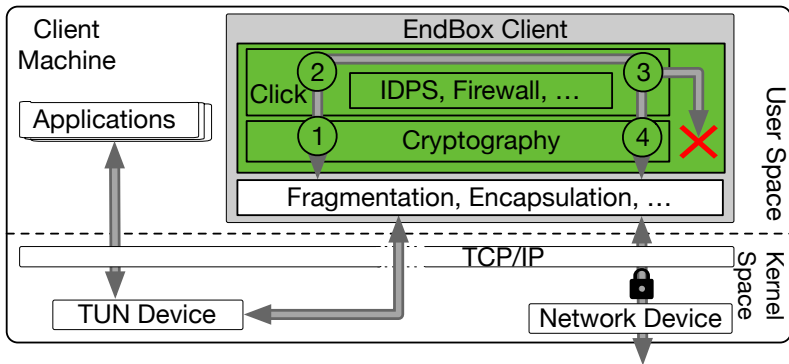 Client
Machine
EndBox Client
2
3
Click
IDPS, Firewall, ...
Applications
1
Cryptography
4
User Space
Fragmentation, Encapsulation, ...
TCP/IP
Kernel
Space
TUN Device
Network Device